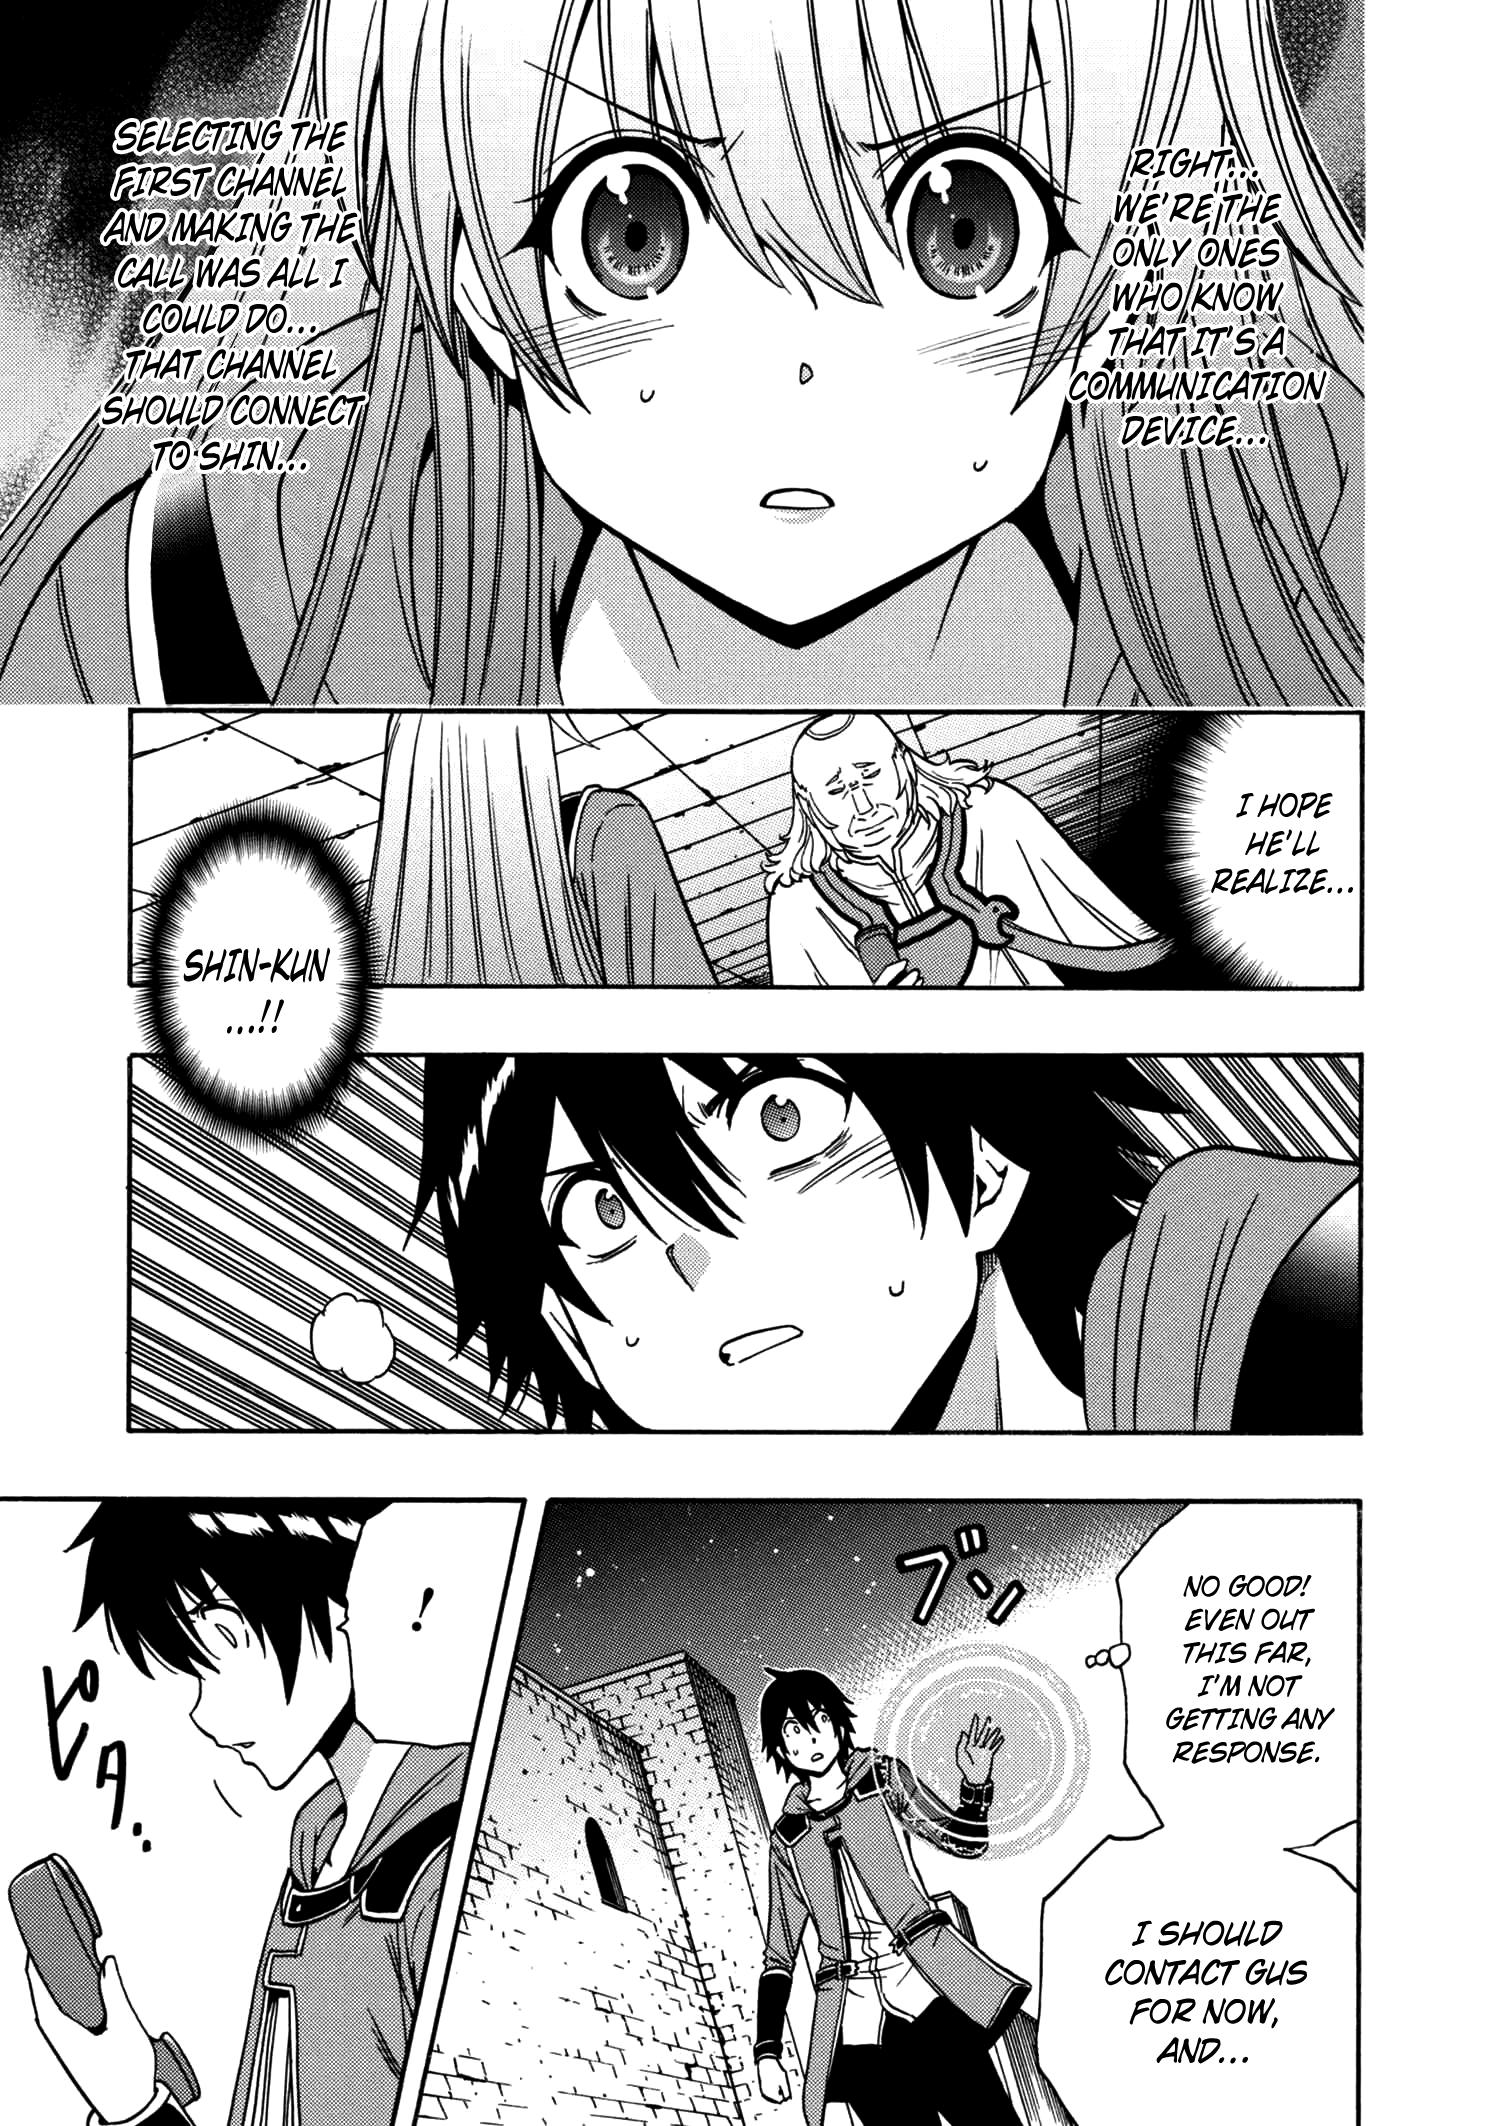 RIGHT...
WE'RE THE
ONLY ONES
WHO KNOW
THAT IT'S A
COMMUNICATION
DEVICE...
SELECTING THE
FIRST CHANNEL
AND MAKING THE
CALL WAS ALL I
COULD DO...
THAT CHANNEL
SHOULD CONNECT
TO SHIN...
I HOPE
HE'LL
REALIZE...
SHIN-KUN
...!!
NO GOOD!
EVEN OUT
THIS FAR,
I'M NOT
GETTING ANY
RESPONSE.
ブン
I SHOULD
CONTACT GUS
FOR NOW,
AND...
!
ピピピ